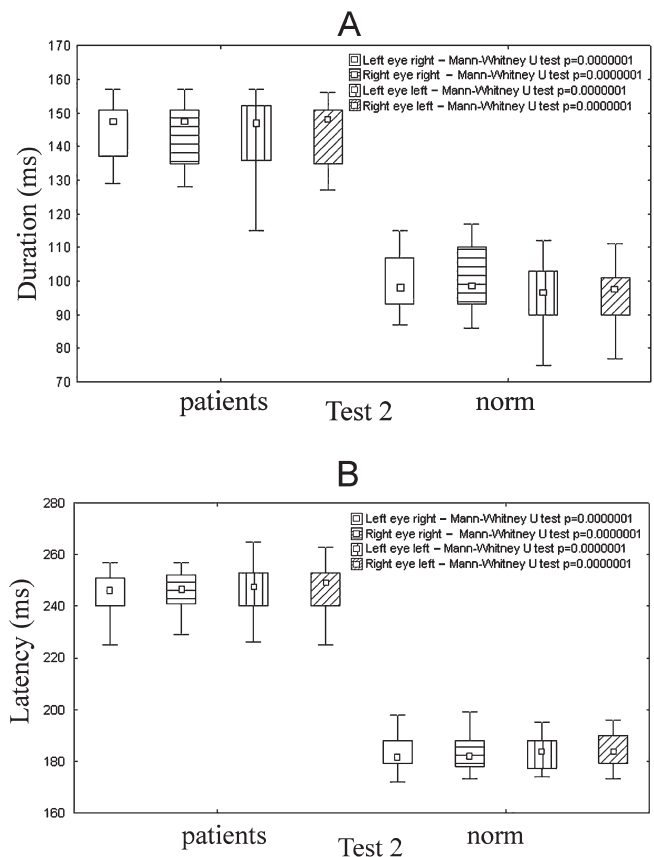 A
170
160
150
140
130
120
110
100
90
80
70
Duration (ms)
Left eye right – Mann-Whitney U test p=0.0000001
Right eye right – Mann-Whitney U test p=0.0000001
Left eye left – Mann-Whitney U test p=0.0000001
Right eye left – Mann-Whitney U test p=0.0000001
patients
Test 2
norm
B
280
260
240
220
200
180
160
Latency (ms)
Left eye right – Mann-Whitney U test p=0.0000001
Right eye right – Mann-Whitney U test p=0.0000001
Left eye left – Mann-Whitney U test p=0.0000001
Right eye left – Mann-Whitney U test p=0.0000001
patients
Test 2
norm